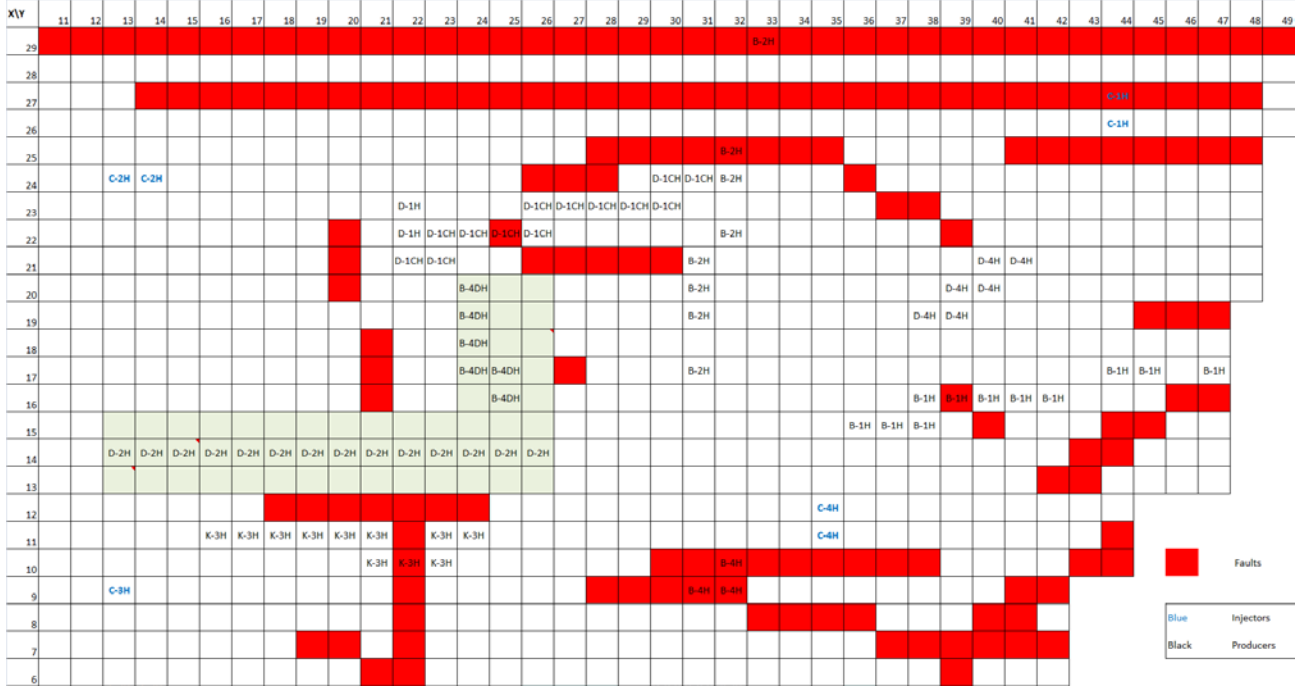 X\Y 11 12 13 14 15 16 17 18 19 20 21 22 23 24 25 26 27 28 29 30 31 32 33 34 35 36 37 38 39 40 41 42 43 44 45 46 47 48 49
29 B-2H
28
27 C-1H
26 C-1H
25 B-2H
24 C-2H C-2H D-1CH D-1CH B-2H
23 D-1H D-1CH D-1CH D-1CH D-1CH D-1CH
22 D-1H D-1CH D-1CH D-1CH D-1CH B-2H
21 D-1CH D-1CH B-2H D-4H D-4H
20 B-4DH B-2H D-4H D-4H
19 B-4DH B-2H D-4H D-4H
18 B-4DH
17 B-4DH B-4DH B-2H B-1H B-1H B-1H
16 B-4DH B-1H B-1H B-1H B-1H B-1H
15 B-1H B-1H B-1H
14 D-2H D-2H D-2H D-2H D-2H D-2H D-2H D-2H D-2H D-2H D-2H D-2H D-2H D-2H
13
12 C-4H
11 K-3H K-3H K-3H K-3H K-3H K-3H K-3H K-3H C-4H
10 K-3H K-3H K-3H B-4H
Faults
9 C-3H B-4H B-4H
8
Blue Injectors
7
Black Producers
6